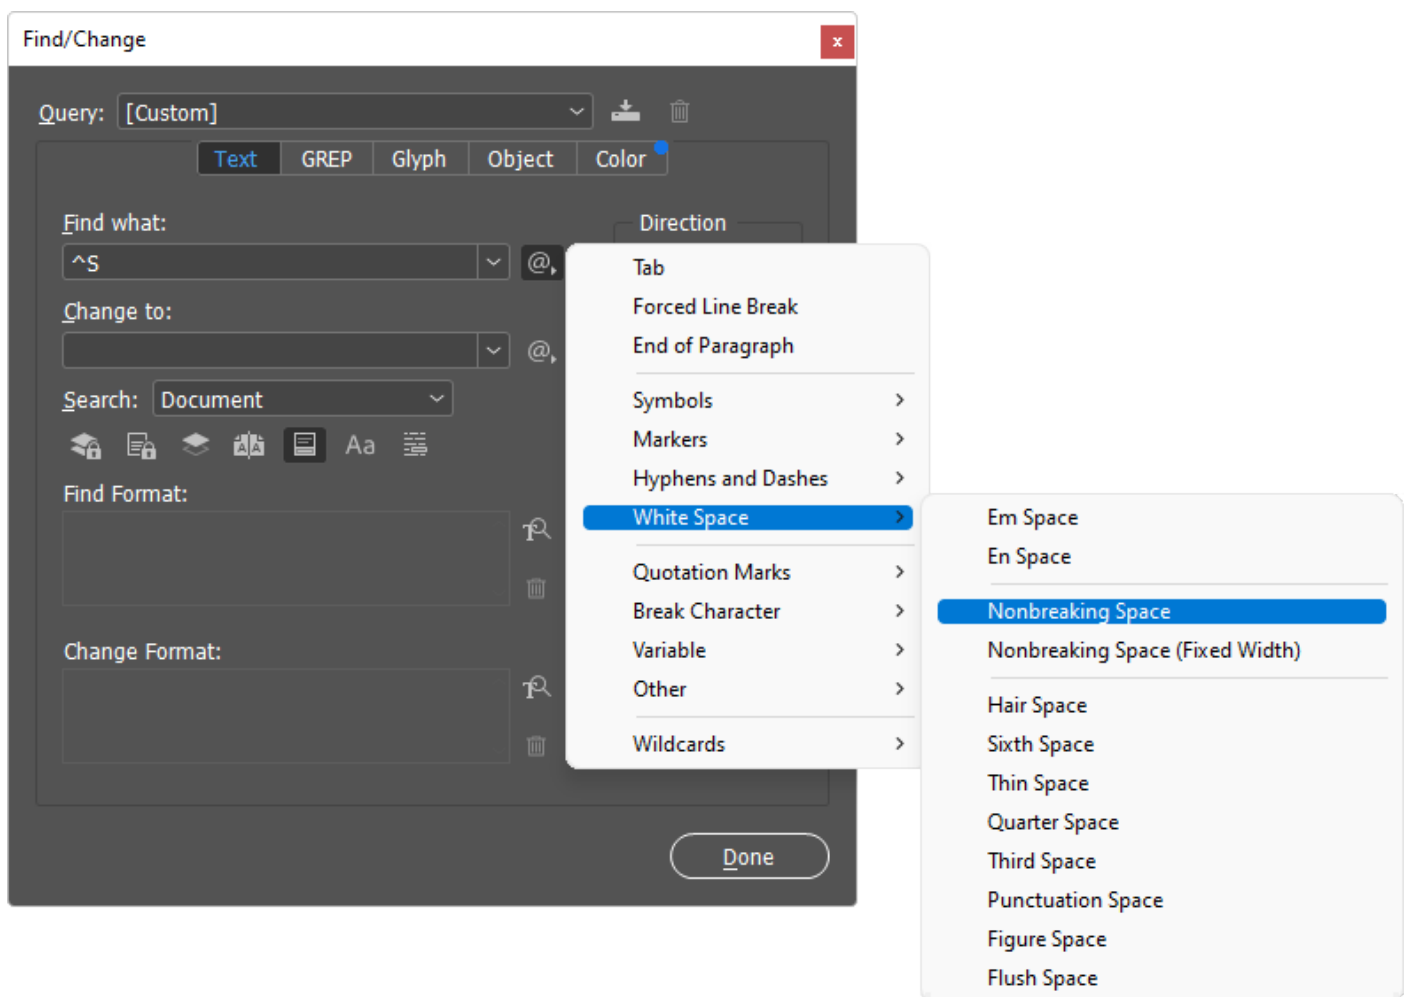 Find/Change
x
Query: [Custom]
Text GREP Glyph Object Color
Find what: Direction
^S @
Change to:
@
Search: Document
Aa
Find Format:
Change Format:
Done
Tab
Forced Line Break
End of Paragraph
Symbols
Markers
Hyphens and Dashes
White Space
Quotation Marks
Break Character
Variable
Other
Wildcards
Em Space
En Space
Nonbreaking Space
Nonbreaking Space (Fixed Width)
Hair Space
Sixth Space
Thin Space
Quarter Space
Third Space
Punctuation Space
Figure Space
Flush Space